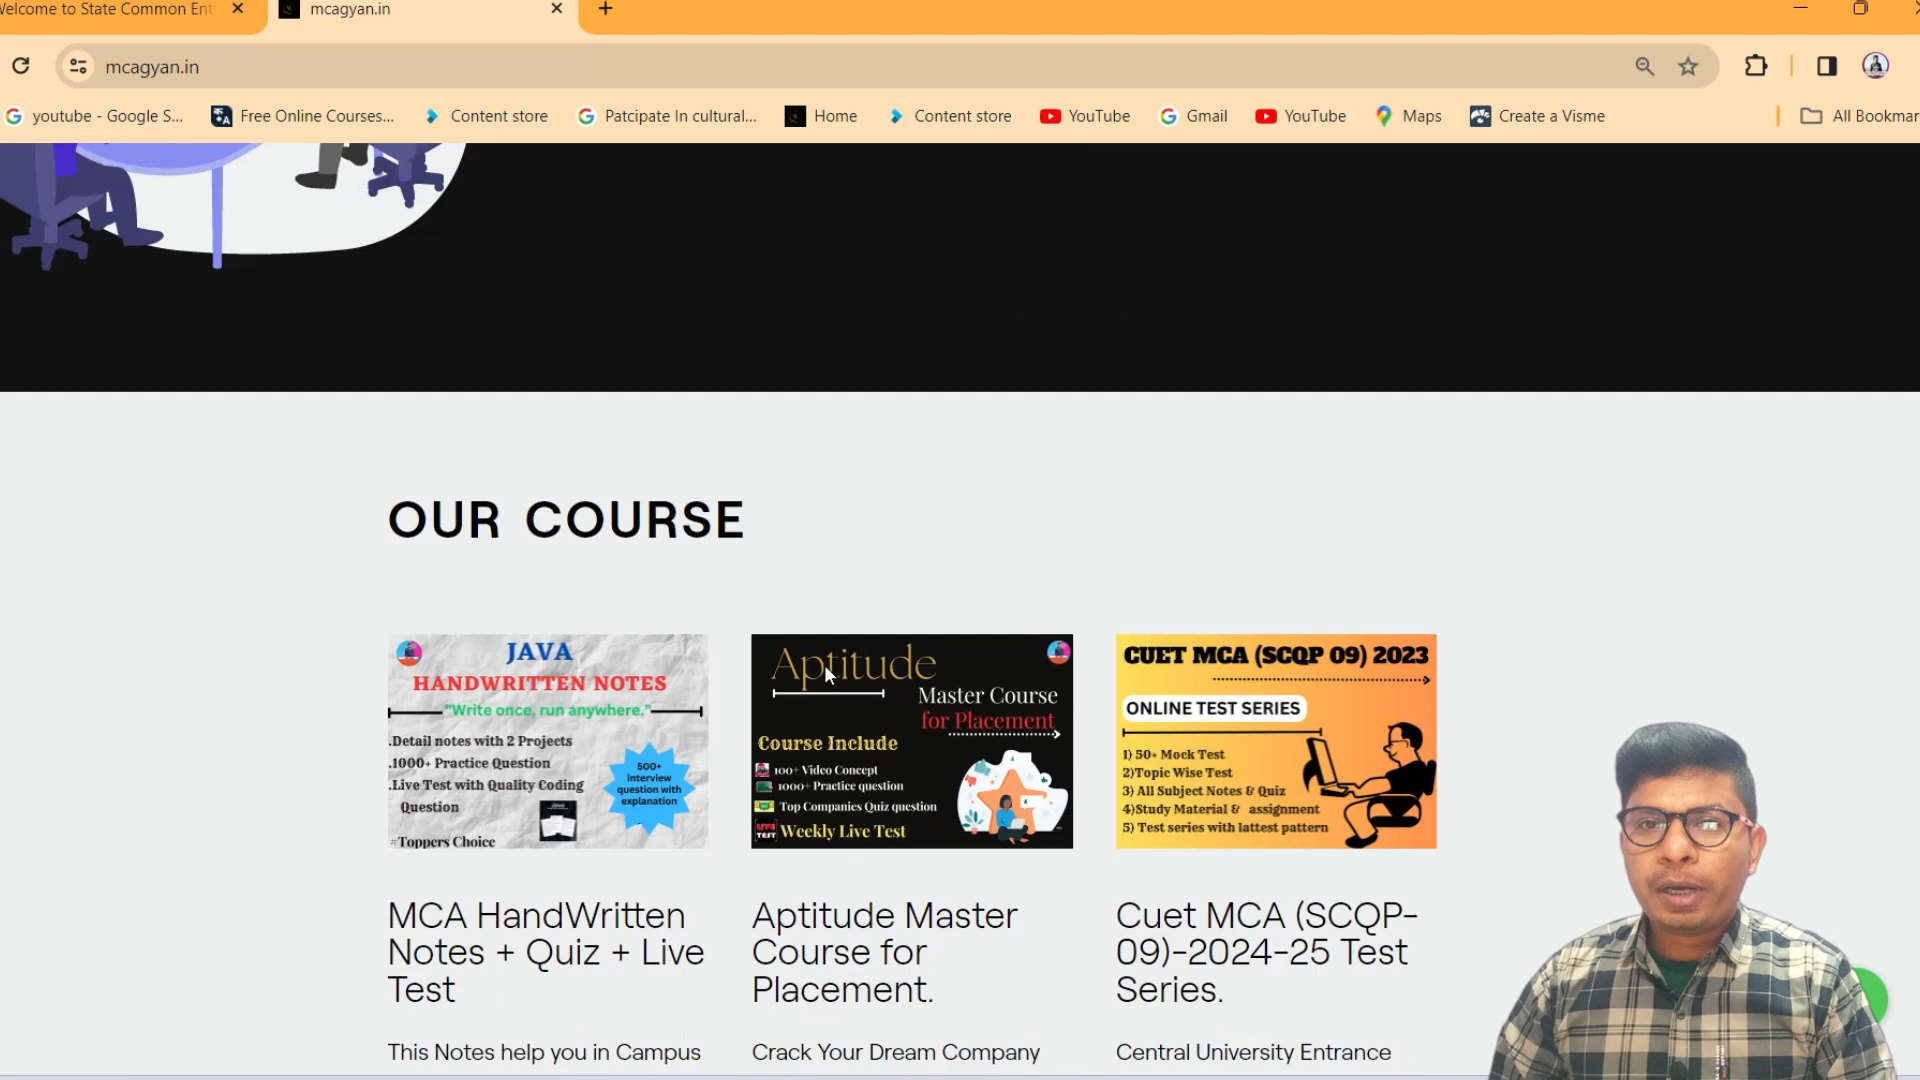 Welcome to State Common Ent
mcagyan.in
mcagyan.in
youtube - Google S...
Free Online Courses...
Content store
Patcipate In cultural...
Home
Content store
YouTube
Gmail
YouTube
Maps
Create a Visme
All Bookmar
OUR COURSE
JAVA
HANDWRITTEN NOTES
"Write once, run anywhere."
.Detail notes with 2 Projects
.1000+ Practice Question
.Live Test with Quality Coding
Question
#Toppers Choice
500+
interview
question with
explanation
Aptitude
Master Course
for Placement
Course Include
100+ Video Concept
1000+ Practice question
Top Companies Quiz question
LIVE
TEST
Weekly Live Test
CUET MCA (SCQP 09) 2023
ONLINE TEST SERIES
1) 50+ Mock Test
2)Topic Wise Test
3) All Subject Notes & Quiz
4)Study Material & assignment
5) Test series with lattest pattern
MCA HandWritten
Notes + Quiz + Live
Test
Aptitude Master
Course for
Placement.
Cuet MCA (SCQP-
09)-2024-25 Test
Series.
This Notes help you in Campus
Crack Your Dream Company
Central University Entrance